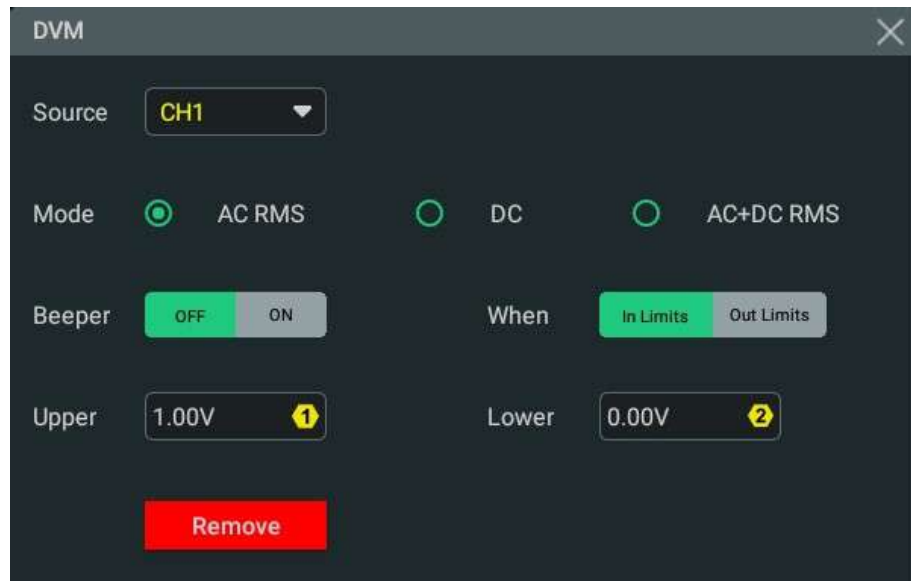 DVM
Source CH1
Mode AC RMS DC AC+DC RMS
Beeper OFF ON When In Limits Out Limits
Upper 1.00V 1 Lower 0.00V 2
Remove